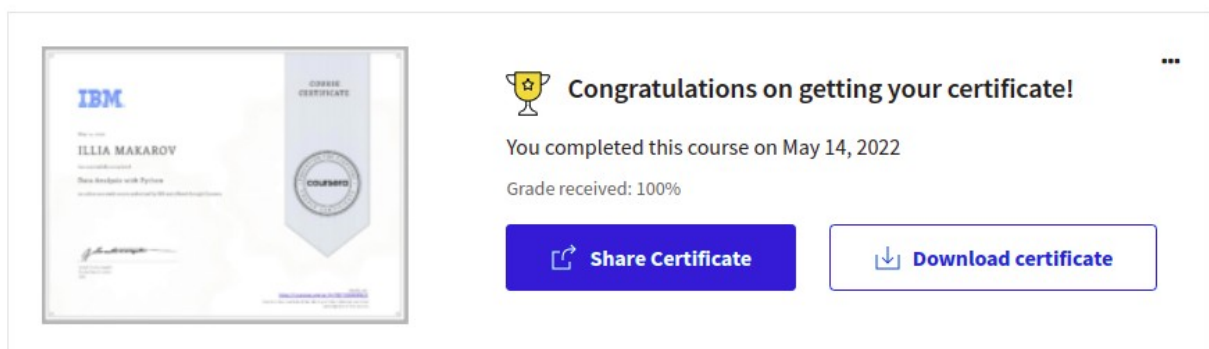 IBM
COURSE
CERTIFICATE
ILLIA MAKAROV
Data Analysis with Python
coursera
Congratulations on getting your certificate!
You completed this course on May 14, 2022
Grade received: 100%
Share Certificate
Download certificate